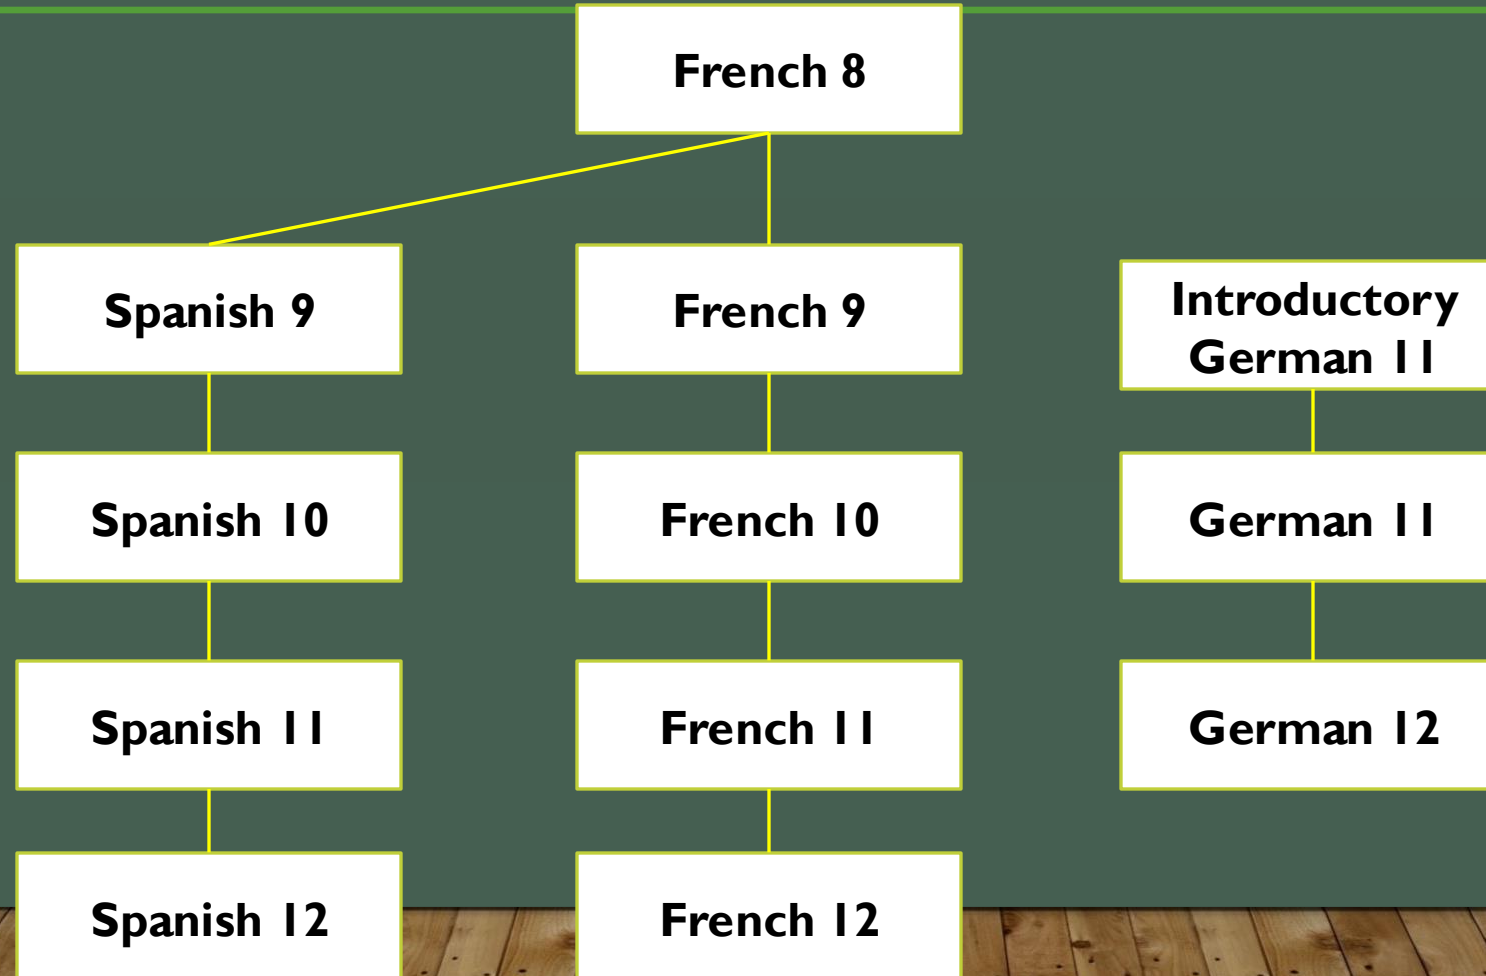 French 8
Spanish 9
French 9
Introductory
German 11
Spanish 10
French 10
German 11
Spanish 11
French 11
German 12
Spanish 12
French 12